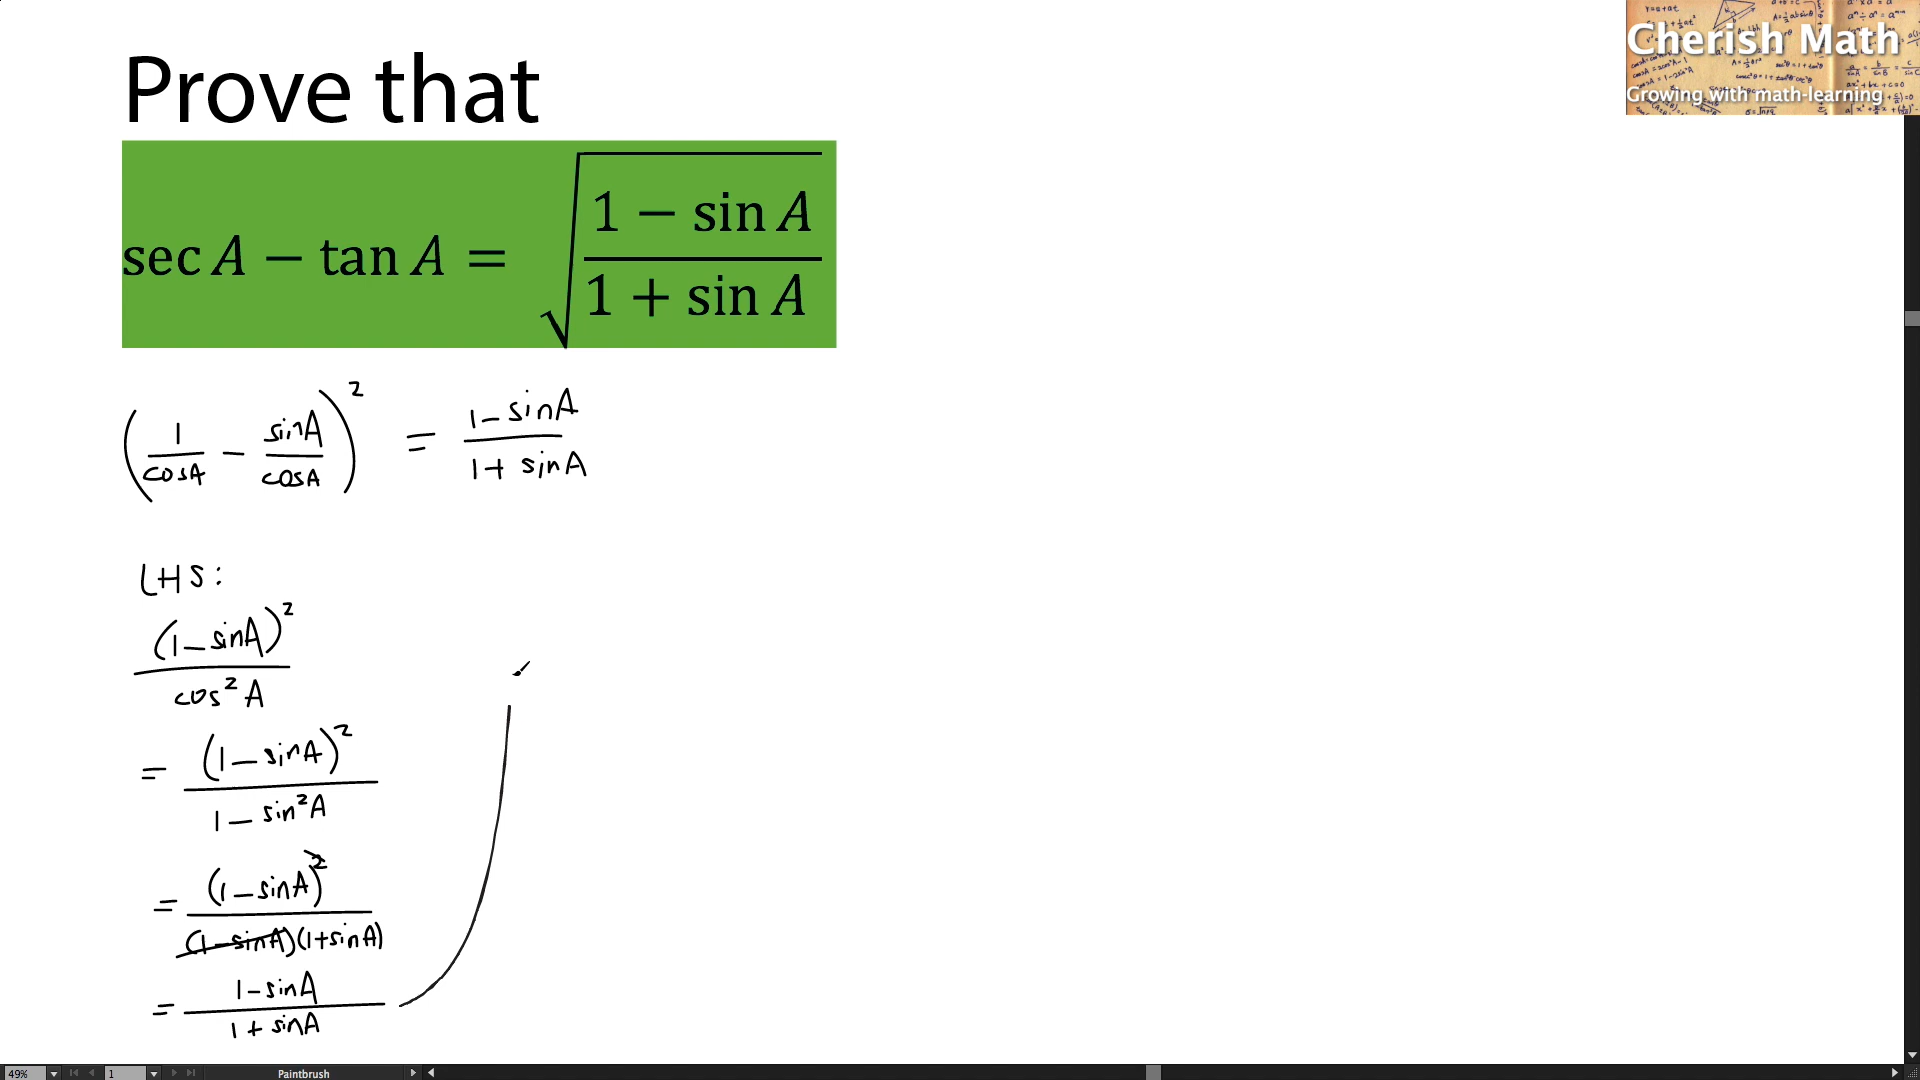 Prove that
sec A − tan A = √((1 − sin A)/(1 + sin A))
(1/cosA − sinA/cosA)² = (1−sinA)/(1+sinA)
LHS:
(1−sinA)²/cos²A
= (1−sinA)²/(1−sin²A)
= (1−sinA)²/((1−sinA)(1+sinA))
= (1−sinA)/(1+sinA)
Cherish Math
Growing with math-learning
49%
1
Paintbrush